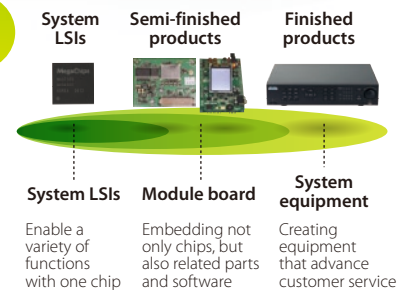 System
LSIs
Semi-finished
products
Finished
products
MegaChips
System LSIs
Module board
System
equipment
Enable a
variety of
functions
with one chip
Embedding not
only chips, but
also related parts
and software
Creating
equipment
that advance
customer service